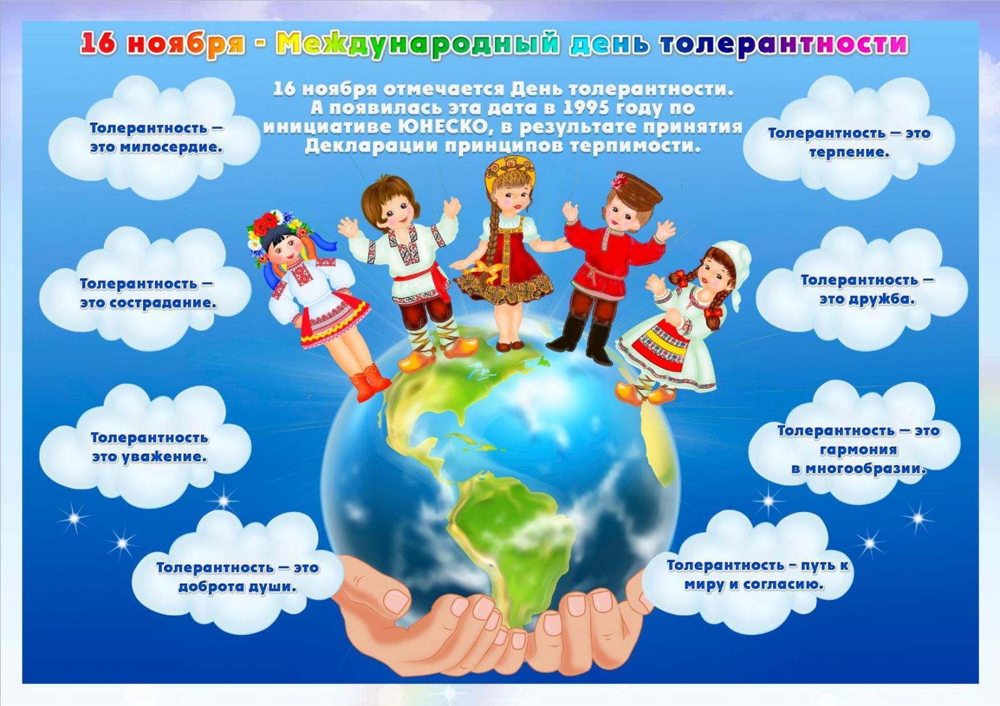 16 ноября - Международный день толерантности
16 ноября отмечается День толерантности.
А появилась эта дата в 1995 году по
инициативе ЮНЕСКО, в результате принятия
Декларации принципов терпимости.
Толерантность –
это милосердие.
Толерантность – это
терпение.
Толерантность –
это сострадание.
Толерантность –
это дружба.
Толерантность
это уважение.
Толерантность – это
гармония
в многообразии.
Толерантность – это
доброта души.
Толерантность – путь к
миру и согласию.